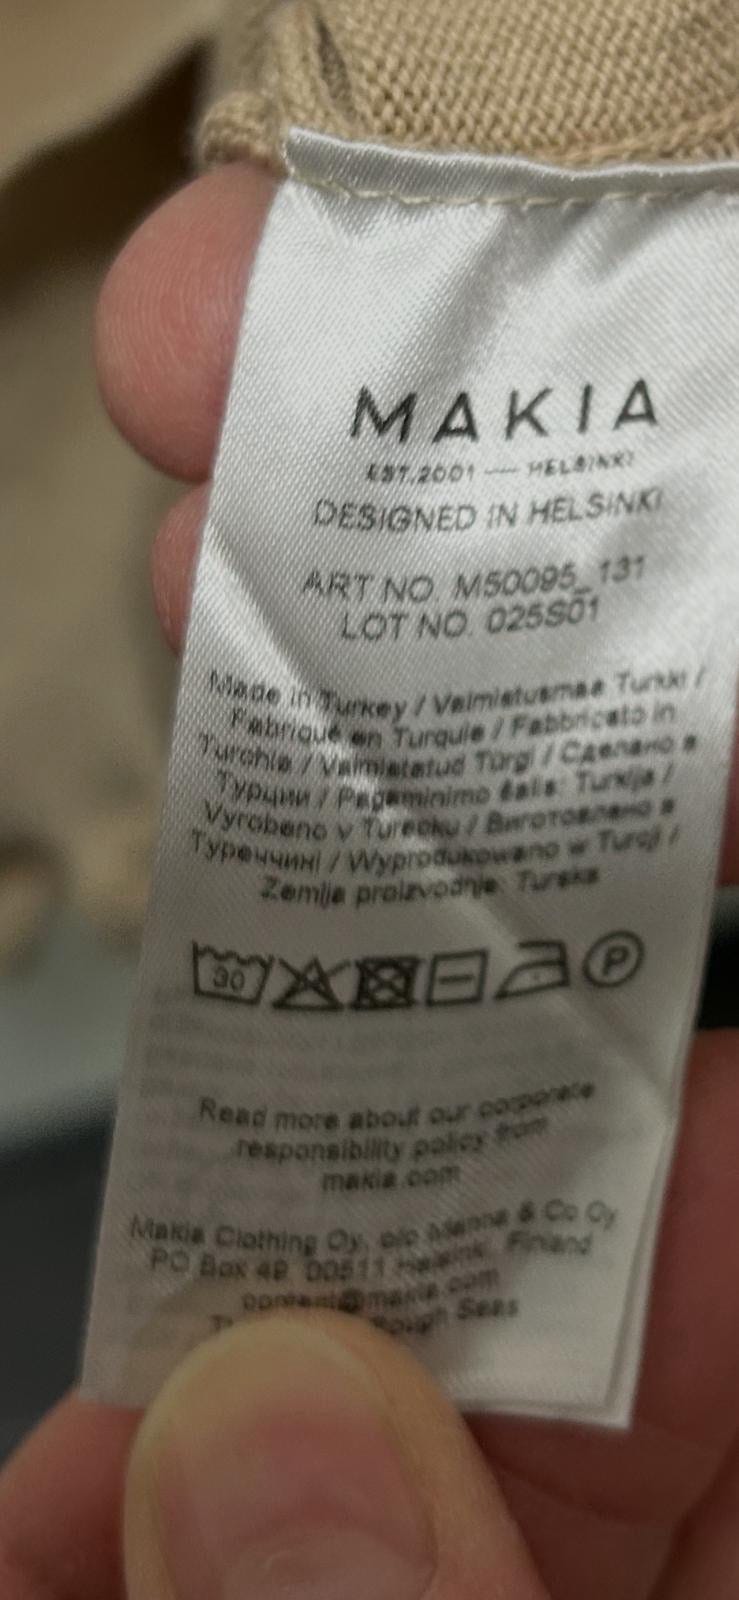 MAKIA
EST.2001 — HELSINKI
DESIGNED IN HELSINKI
ART NO. M50095_131
LOT NO. 025S01
Made in Turkey / Valmistusmaa Turkki /
Fabriqué en Turquie / Fabbricato in
Turchia / Valmistatud Türgi / Сделано в
Турции / Pagaminimo šalis: Turkija /
Vyrobeno v Turecku / Виготовлено в
Туреччині / Wyprodukowano w Turcji /
Zemlja proizvodnje: Turska
30
P
Read more about our corporate
responsibility policy from
makia.com
Makia Clothing Oy, c/o Manna & Co Oy
PO Box 49 00511 Helsinki, Finland
@makia.com
Rough Seas